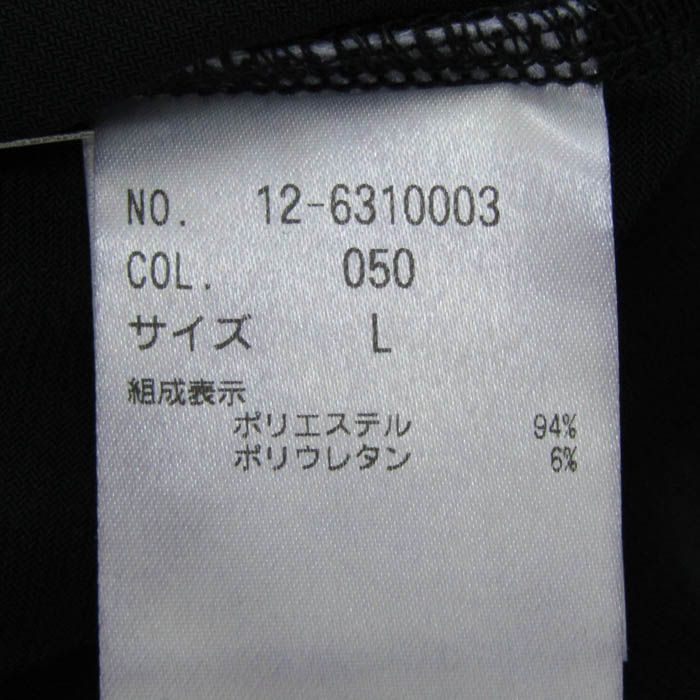 NO. 12-6310003
COL. 050
サイズ L
組成表示
ポリエステル 94%
ポリウレタン 6%